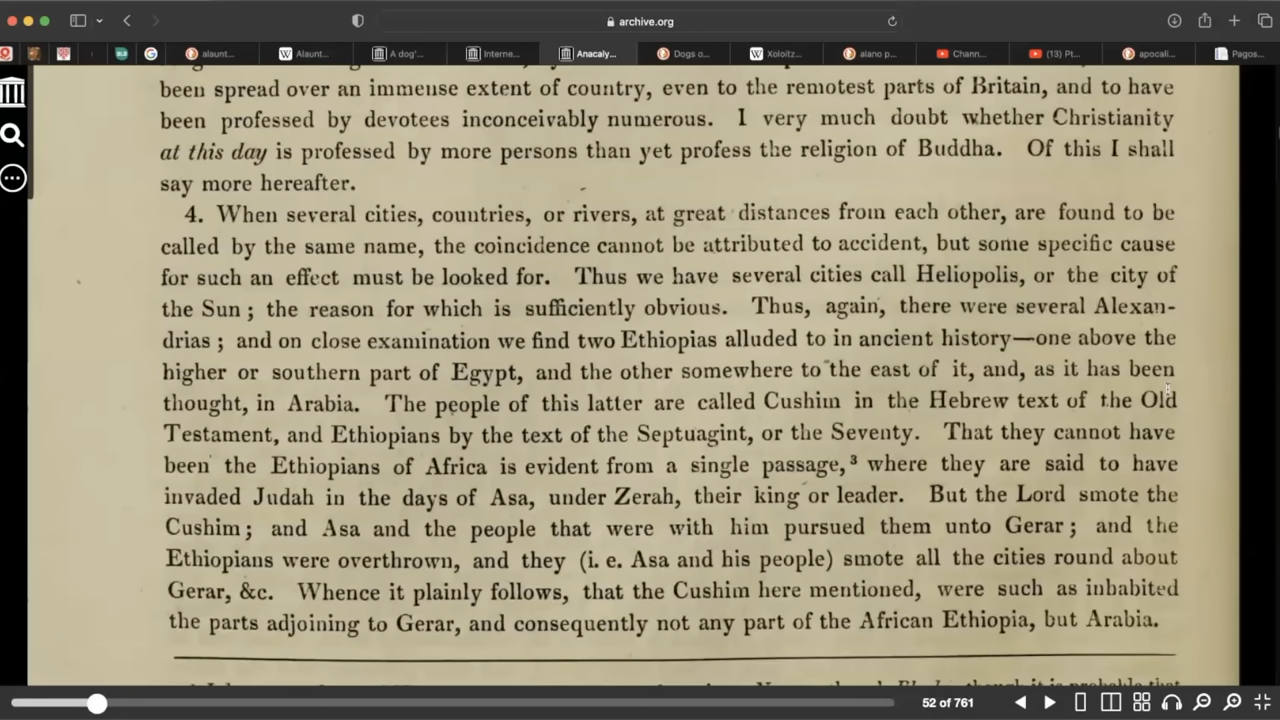 archive.org
alaunt...
Alaunt...
A dog'...
Interne...
Anacaly...
Dogs o...
Xoloitz...
alano p...
Chann...
(13) Pt...
apocali...
Pagos...
been spread over an immense extent of country, even to the remotest parts of Britain, and to have
been professed by devotees inconceivably numerous. I very much doubt whether Christianity
at this day is professed by more persons than yet profess the religion of Buddha. Of this I shall
say more hereafter.
4. When several cities, countries, or rivers, at great distances from each other, are found to be
called by the same name, the coincidence cannot be attributed to accident, but some specific cause
for such an effect must be looked for. Thus we have several cities call Heliopolis, or the city of
the Sun ; the reason for which is sufficiently obvious. Thus, again, there were several Alexan-
drias ; and on close examination we find two Ethiopias alluded to in ancient history—one above the
higher or southern part of Egypt, and the other somewhere to the east of it, and, as it has been
thought, in Arabia. The people of this latter are called Cushim in the Hebrew text of the Old
Testament, and Ethiopians by the text of the Septuagint, or the Seventy. That they cannot have
been the Ethiopians of Africa is evident from a single passage,³ where they are said to have
invaded Judah in the days of Asa, under Zerah, their king or leader. But the Lord smote the
Cushim ; and Asa and the people that were with him pursued them unto Gerar ; and the
Ethiopians were overthrown, and they (i. e. Asa and his people) smote all the cities round about
Gerar, &c. Whence it plainly follows, that the Cushim here mentioned, were such as inhabited
the parts adjoining to Gerar, and consequently not any part of the African Ethiopia, but Arabia.
52 of 761